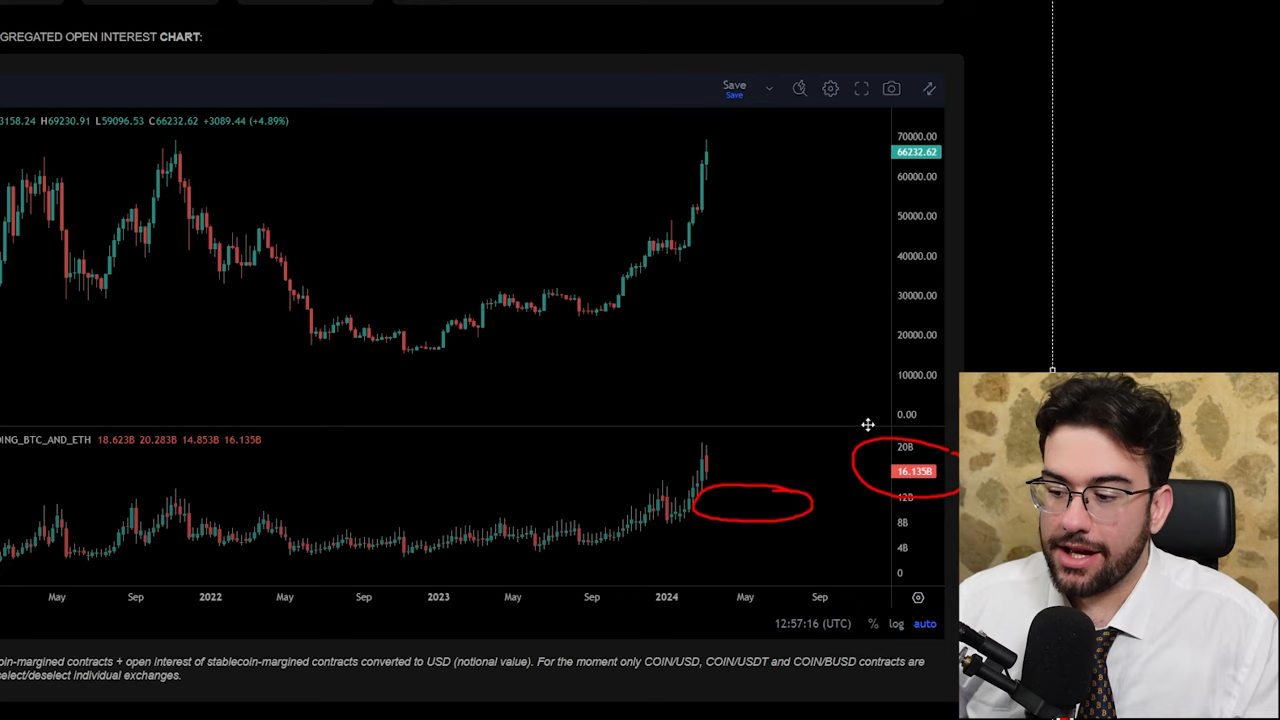 GREGATED OPEN INTEREST CHART:
Save
Save
3158.24 H69230.91 L59096.53 C66232.62 +3089.44 (+4.89%)
70000.00
66232.62
60000.00
50000.00
40000.00
30000.00
20000.00
10000.00
0.00
DING_BTC_AND_ETH 18.623B 20.283B 14.853B 16.135B
20B
16.135B
12B
8B
4B
0
May Sep 2022 May Sep 2023 May Sep 2024 May Sep
12:57:16 (UTC) % log auto
oin-margined contracts + open interest of stablecoin-margined contracts converted to USD (notional value). For the moment only COIN/USD, COIN/USDT and COIN/BUSD contracts are
select/deselect individual exchanges.